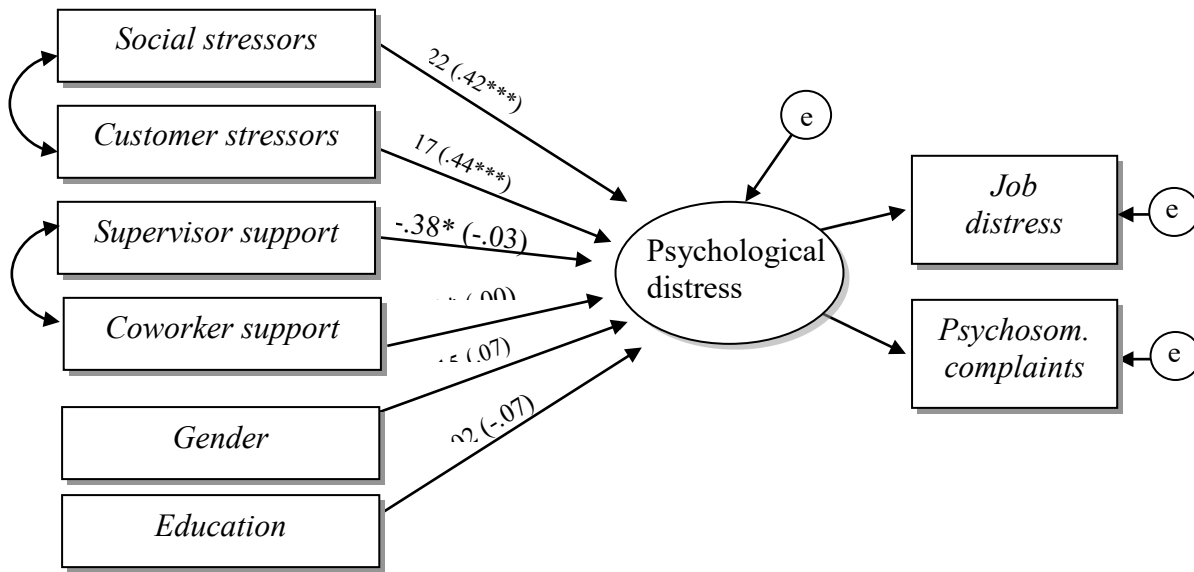 Social stressors
22 (.42***)
e
Customer stressors
17 (.44***)
Job
distress
e
Supervisor support
-.38* (-.03)
Psychological
distress
Coworker support
(.00)
Psychosom.
complaints
e
(.07)
Gender
(-.07)
Education